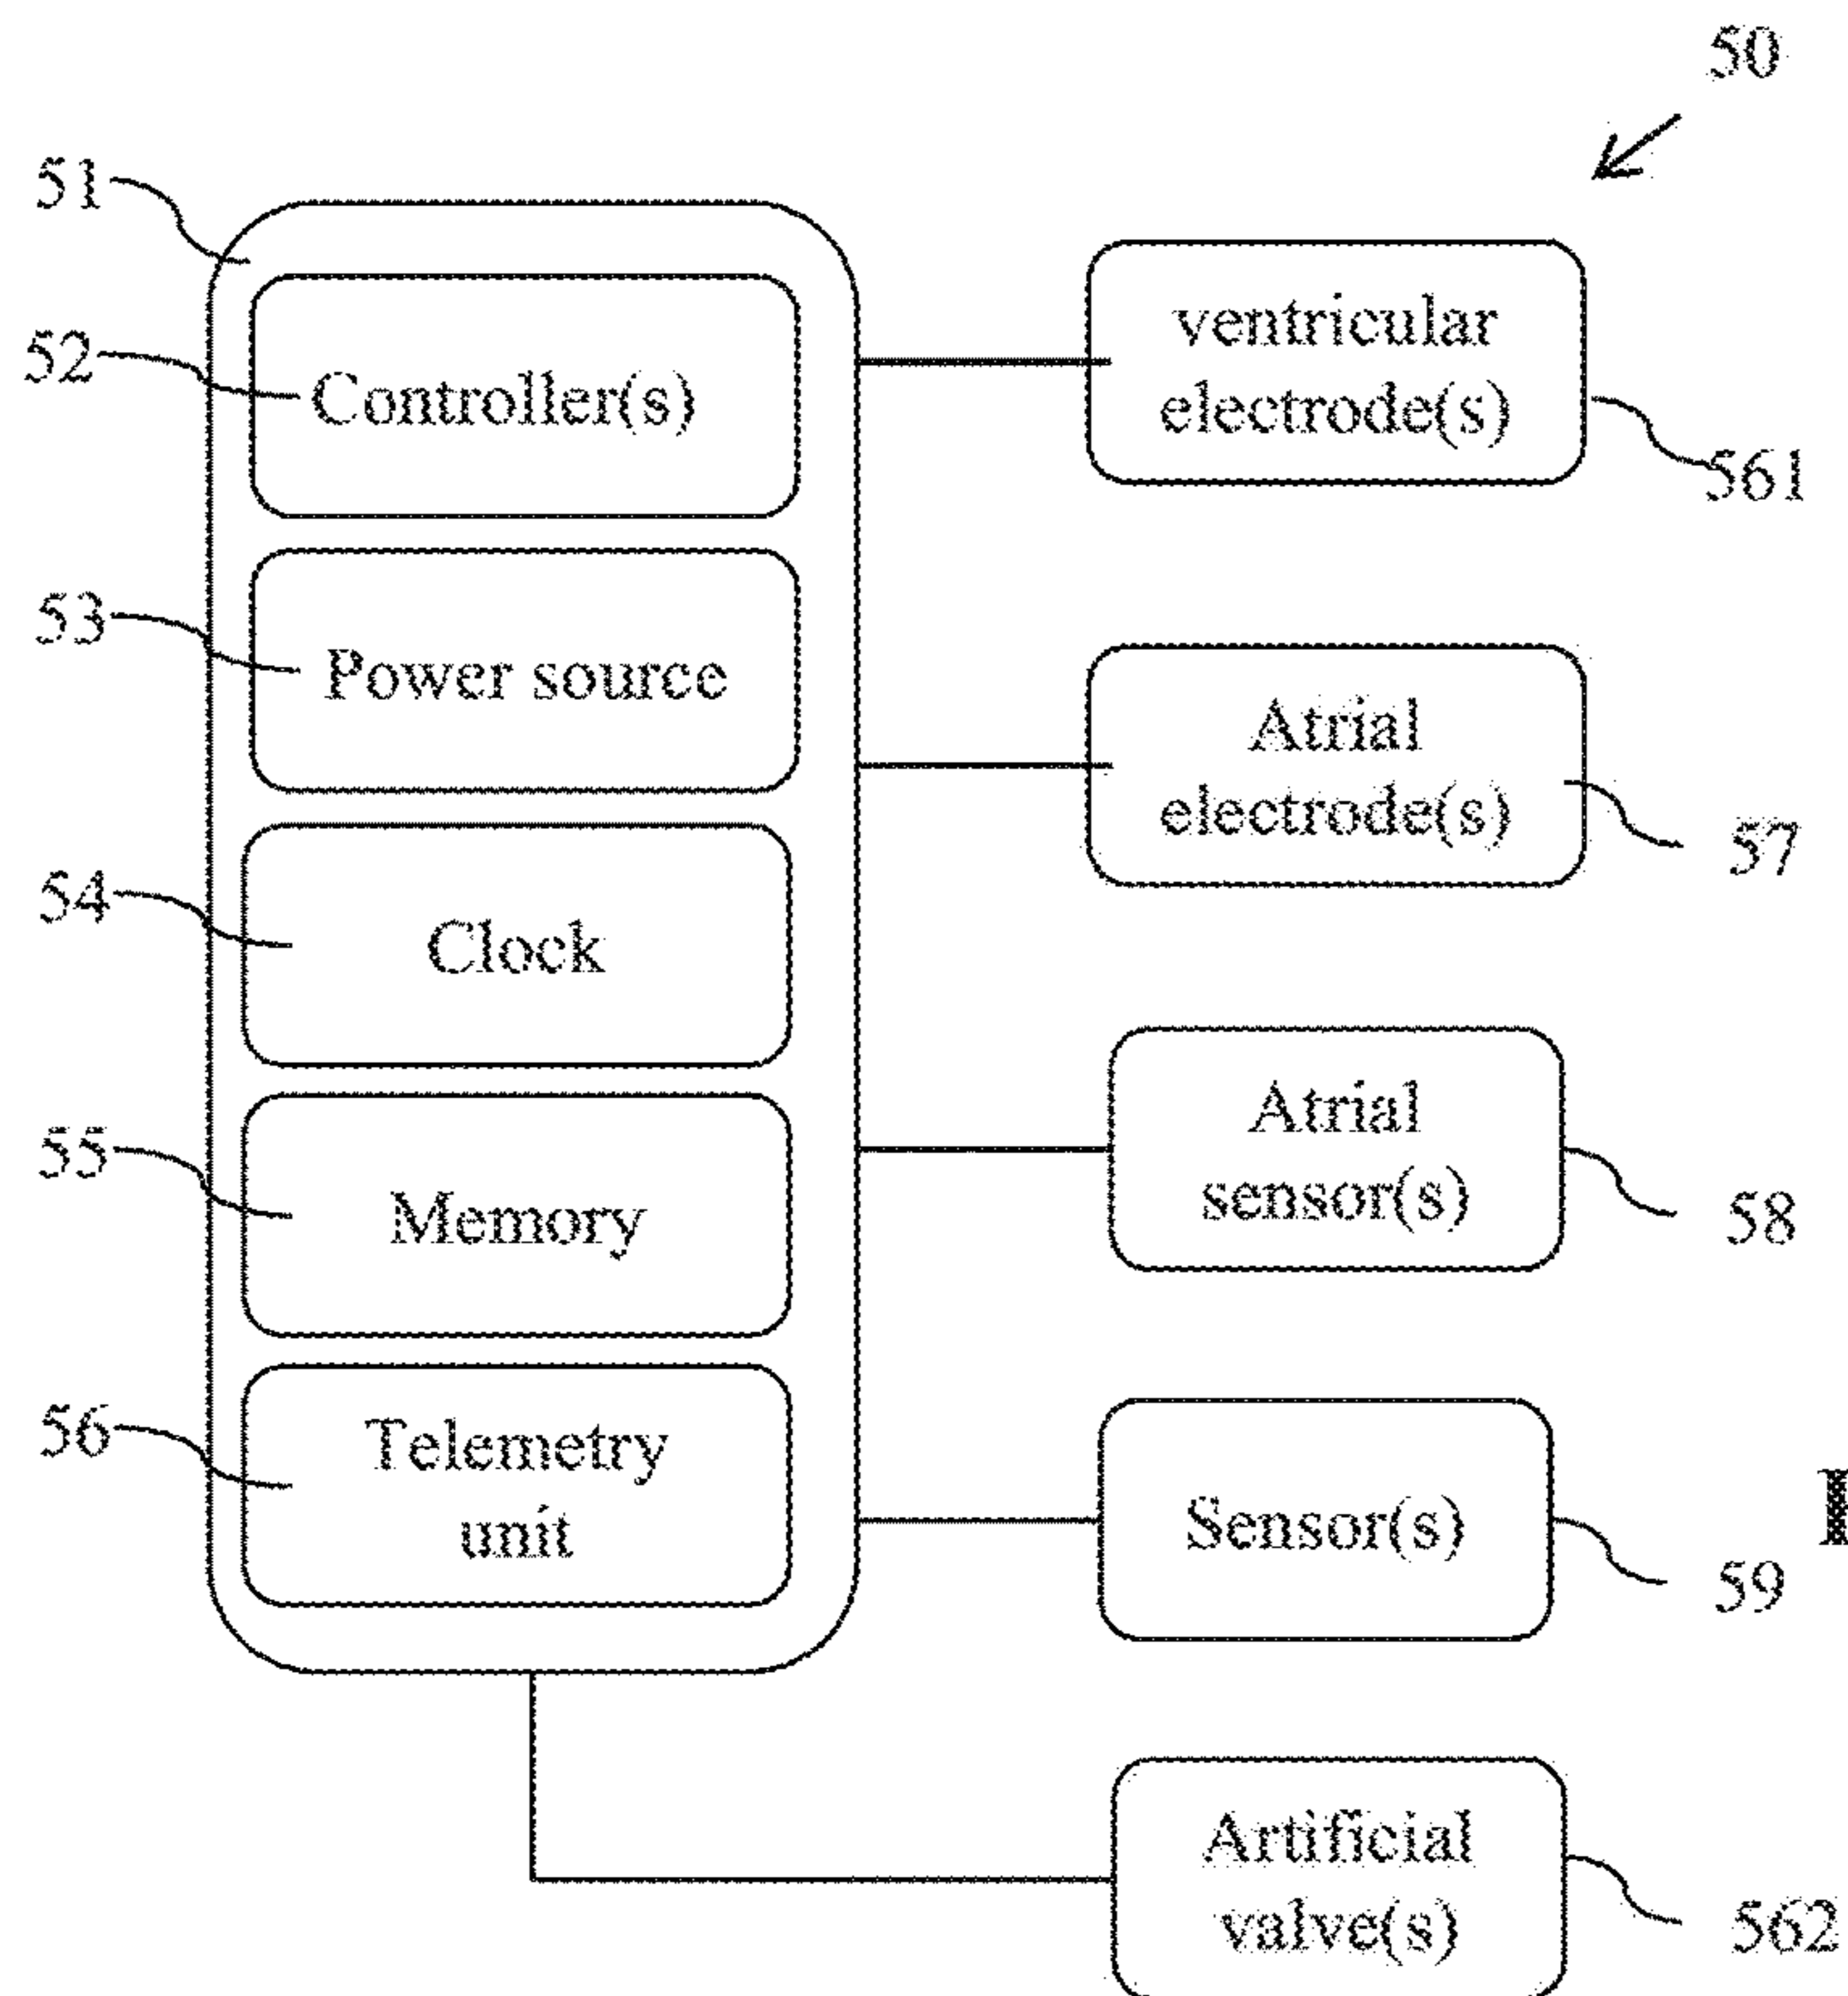 50
51
52
Controller(s)
ventricular
electrode(s)
561
53
Power source
Atrial
electrode(s)
57
54
Clock
55
Memory
Atrial
sensor(s)
58
56
Telemetry
unit
Sensor(s)
59
Artificial
valve(s)
562